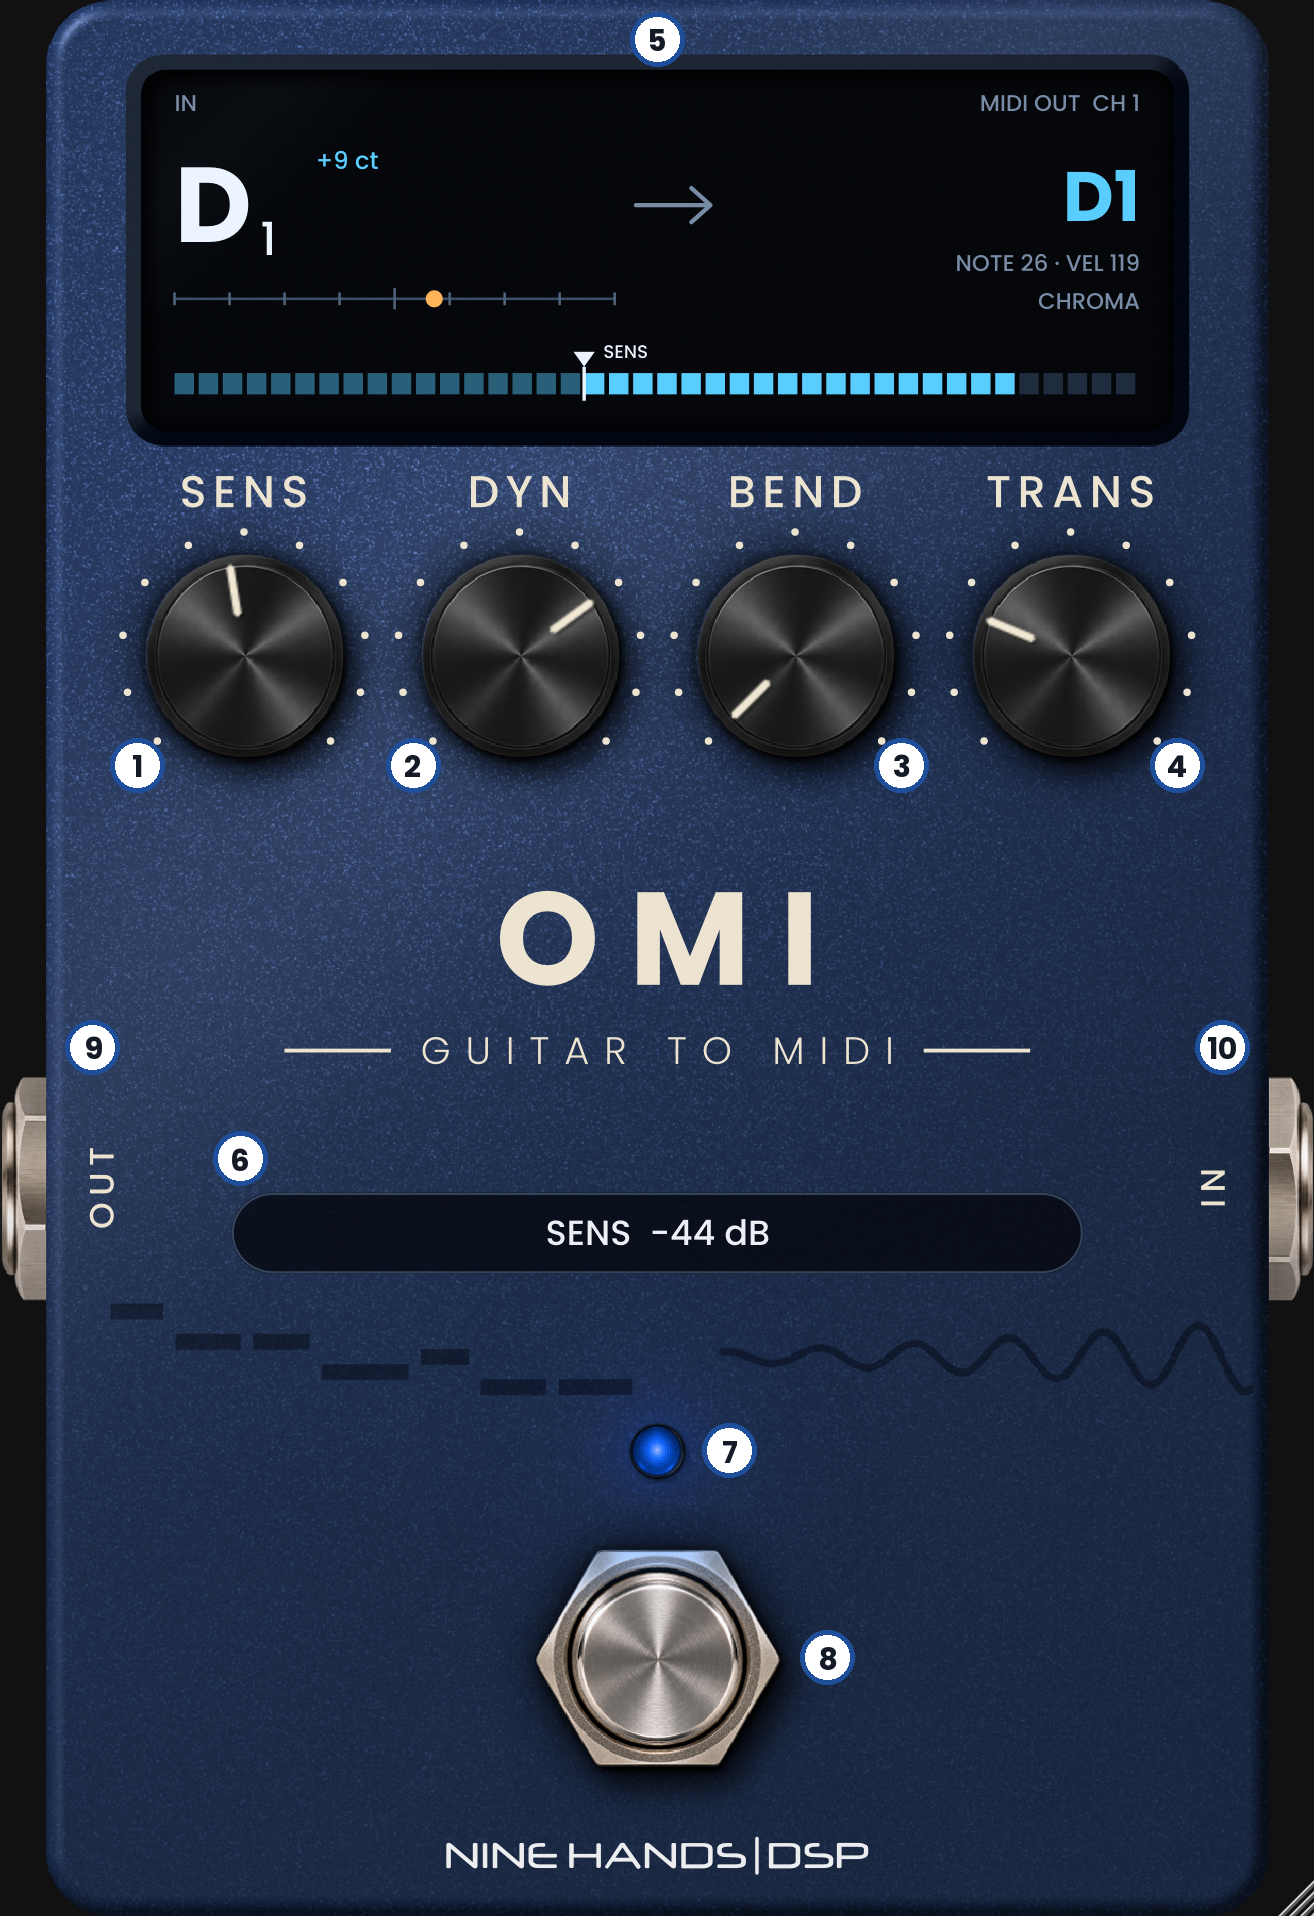 5
IN
MIDI OUT CH 1
D1
+9 ct
D1
NOTE 26 · VEL 119
CHROMA
SENS
SENS DYN BEND TRANS
1 2 3 4
OMI
9
10
GUITAR TO MIDI
OUT
6
IN
SENS -44 dB
7
8
NINE HANDS|DSP